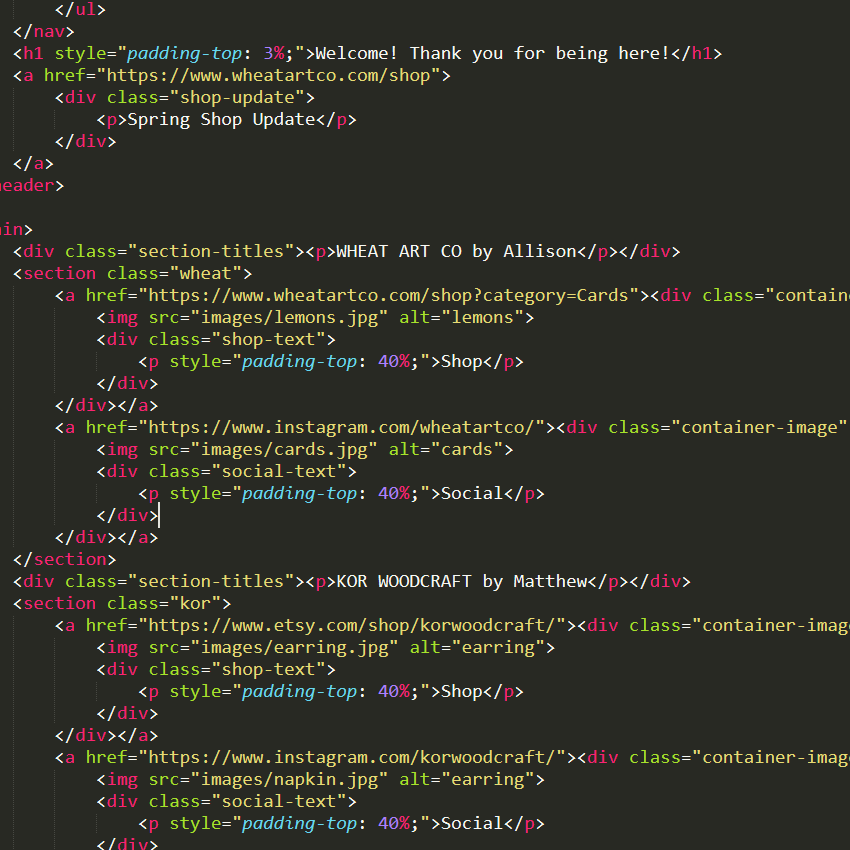 </ul>
</nav>
<h1 style="padding-top: 3%;">Welcome! Thank you for being here!</h1>
<a href="https://www.wheatartco.com/shop">
<div class="shop-update">
<p>Spring Shop Update</p>
</div>
</a>
eader>
in>
<div class="section-titles"><p>WHEAT ART CO by Allison</p></div>
<section class="wheat">
<a href="https://www.wheatartco.com/shop?category=Cards"><div class="contain
<img src="images/lemons.jpg" alt="lemons">
<div class="shop-text">
<p style="padding-top: 40%;">Shop</p>
</div>
</div></a>
<a href="https://www.instagram.com/wheatartco/"><div class="container-image"
<img src="images/cards.jpg" alt="cards">
<div class="social-text">
<p style="padding-top: 40%;">Social</p>
</div>
</div></a>
</section>
<div class="section-titles"><p>KOR WOODCRAFT by Matthew</p></div>
<section class="kor">
<a href="https://www.etsy.com/shop/korwoodcraft/"><div class="container-imag
<img src="images/earring.jpg" alt="earring">
<div class="shop-text">
<p style="padding-top: 40%;">Shop</p>
</div>
</div></a>
<a href="https://www.instagram.com/korwoodcraft/"><div class="container-imag
<img src="images/napkin.jpg" alt="earring">
<div class="social-text">
<p style="padding-top: 40%;">Social</p>
</div>